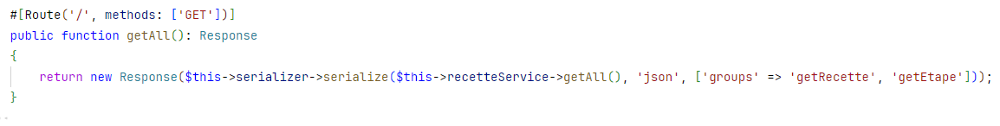 #[Route('/', methods: ['GET'])]
public function getAll(): Response
{
    return new Response($this->serializer->serialize($this->recetteService->getAll(), 'json', ['groups' => 'getRecette', 'getEtape']));
}